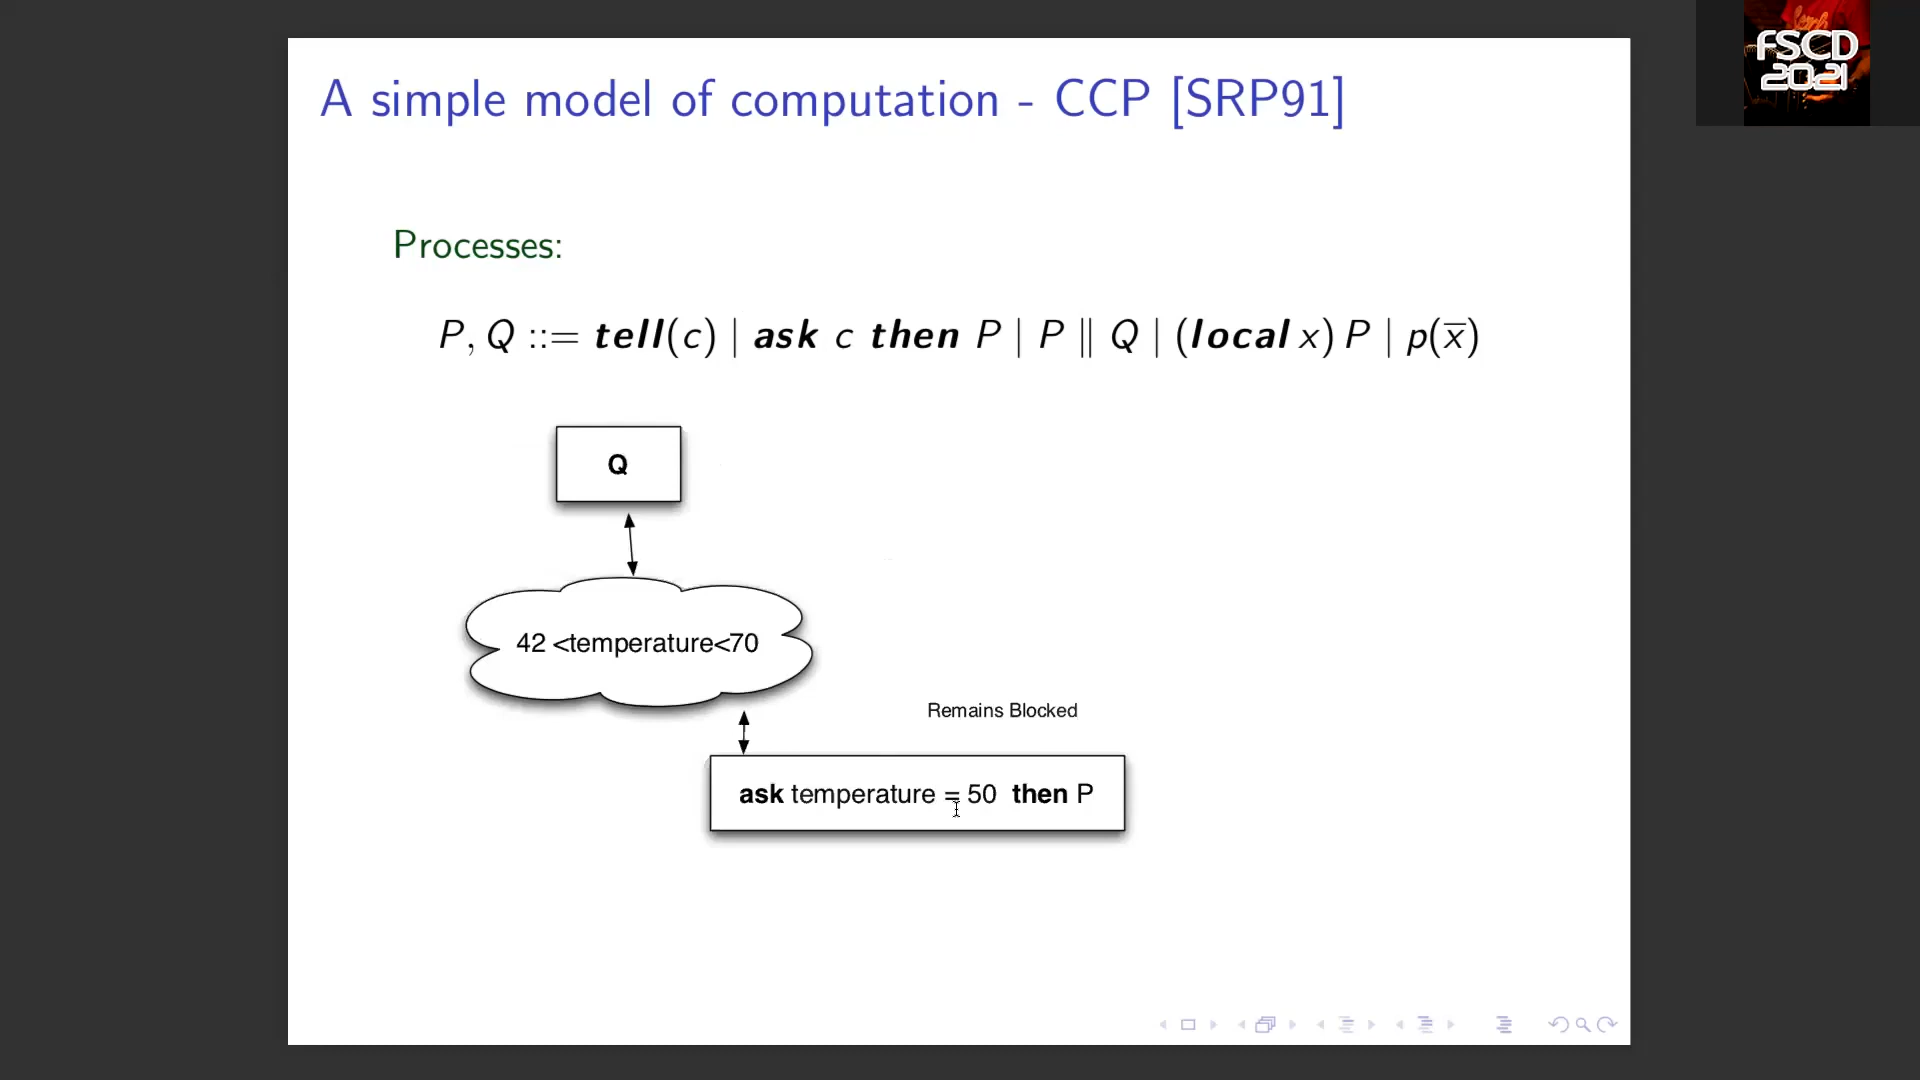 FSCD
2021
A simple model of computation - CCP [SRP91]
Processes:
P, Q ::= tell(c) | ask c then P | P ∥ Q | (local x) P | p(x̅)
Q
42 <temperature<70
Remains Blocked
ask temperature = 50 then P